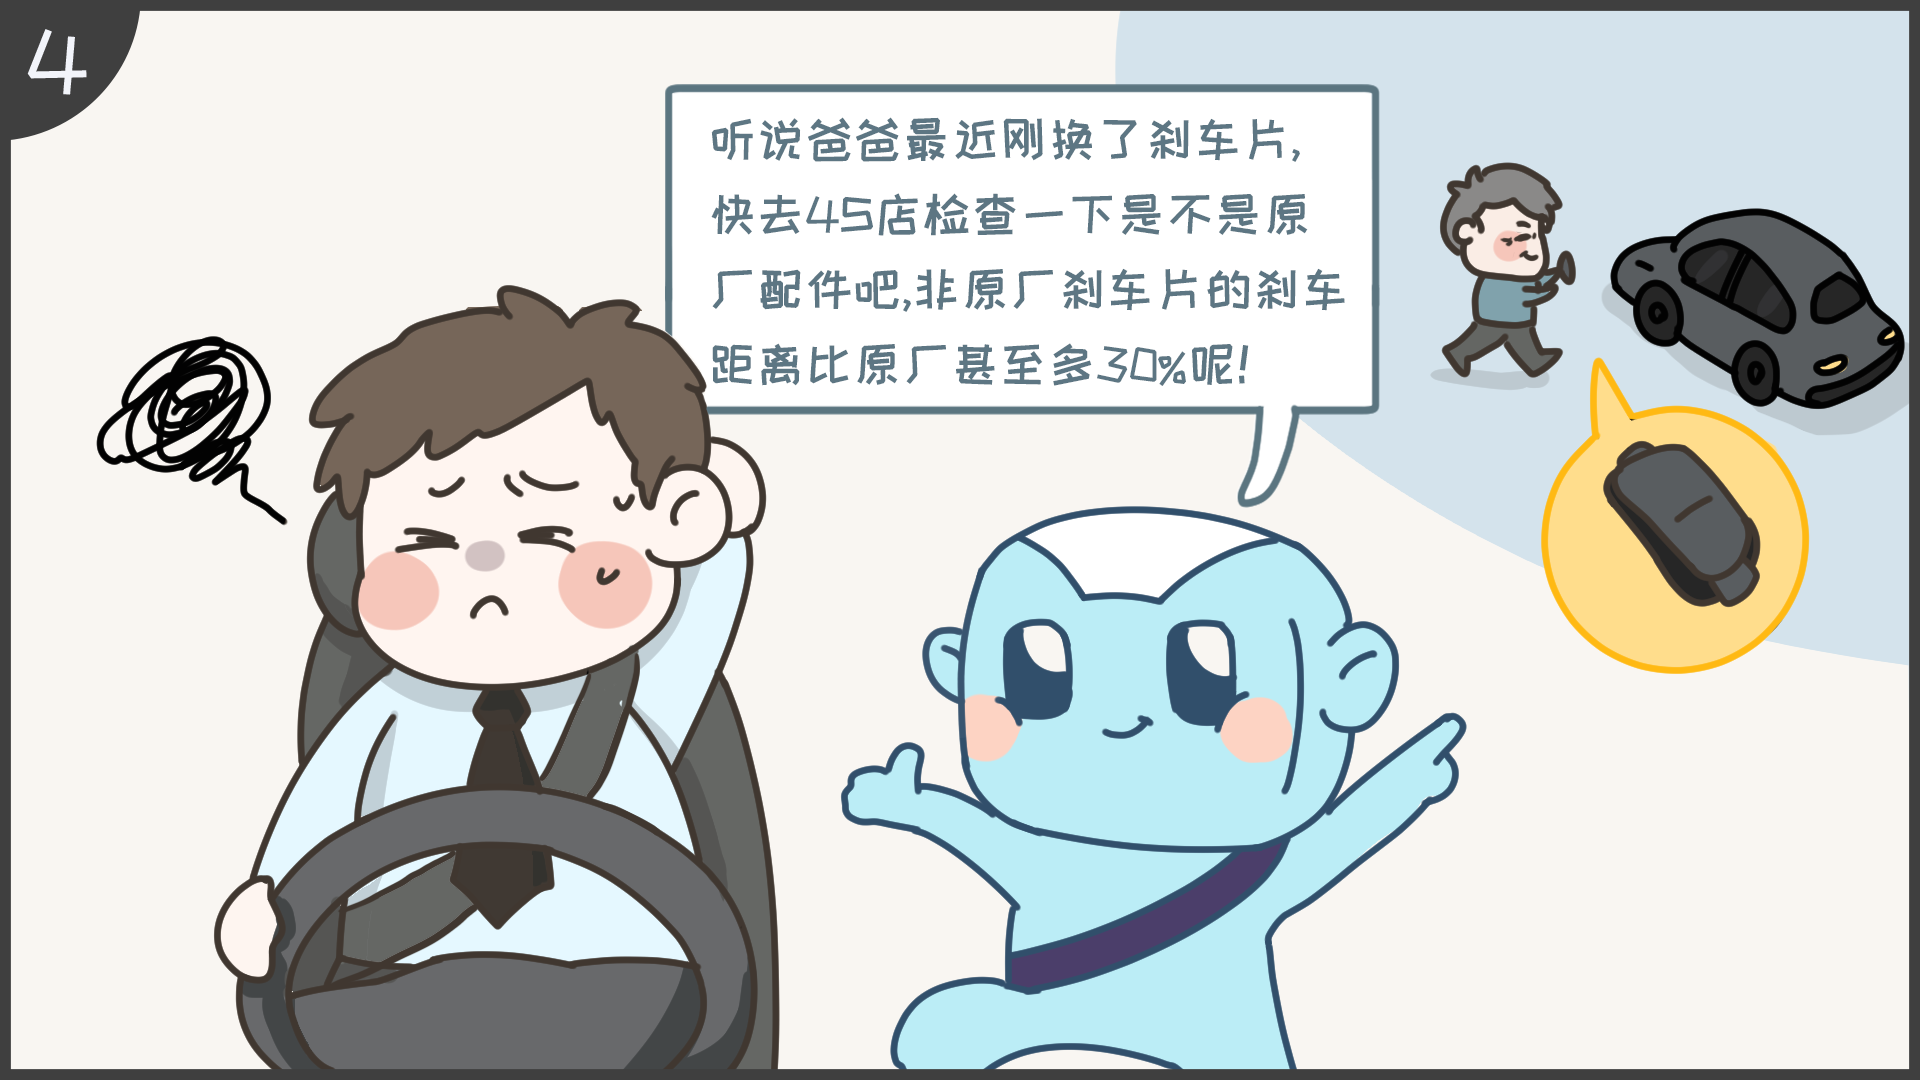 4
听说爸爸最近刚换了刹车片,
快去4S店检查一下是不是原
厂配件吧,非原厂刹车片的刹车
距离比原厂甚至多30%呢!